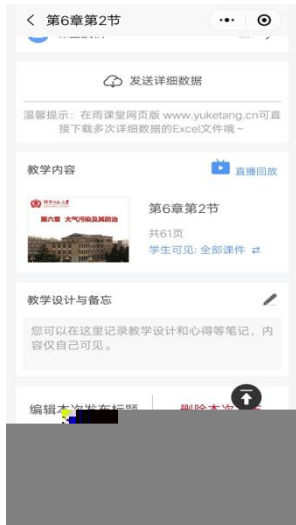 第6章第2节
发送详细数据
温馨提示：在雨课堂网页版 www.yuketang.cn可直
接下载多次详细数据的Excel文件哦～
教学内容
直播回放
第六章 大气污染及其防治
第6章第2节
共61页
学生可见: 全部课件
教学设计与备忘
您可以在这里记录教学设计和心得等笔记，内
容仅自己可见。
编辑本次发布标题
删除本次